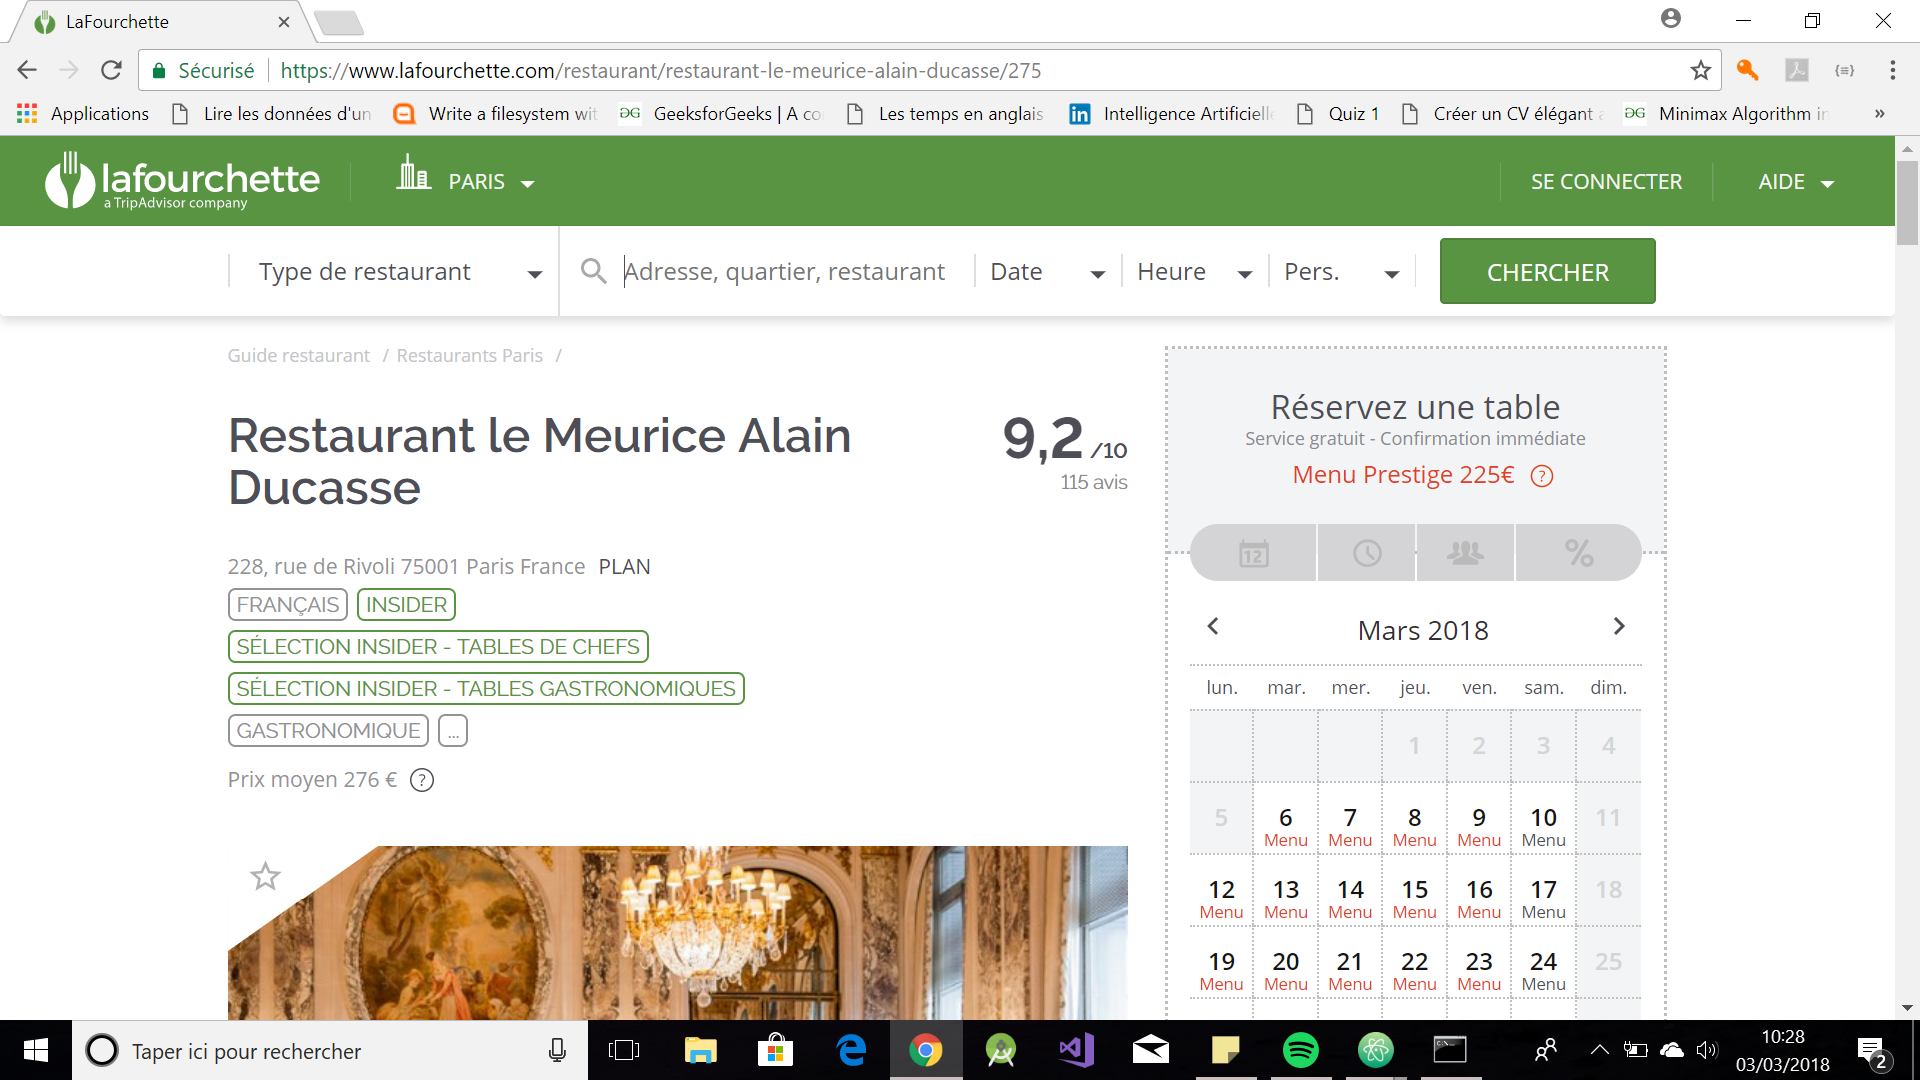 LaFourchette
Sécurisé
https://www.lafourchette.com/restaurant/restaurant-le-meurice-alain-ducasse/275
Applications
Lire les données d'un
Write a filesystem wit
GeeksforGeeks | A co
Les temps en anglais
Intelligence Artificielle
Quiz 1
Créer un CV élégant a
Minimax Algorithm in
»
lafourchette
a TripAdvisor company
PARIS
SE CONNECTER
AIDE
Type de restaurant
Adresse, quartier, restaurant
Date
Heure
Pers.
CHERCHER
Guide restaurant / Restaurants Paris /
Restaurant le Meurice Alain
Ducasse
9,2 /10
115 avis
228, rue de Rivoli 75001 Paris France PLAN
FRANÇAIS INSIDER
SÉLECTION INSIDER - TABLES DE CHEFS
SÉLECTION INSIDER - TABLES GASTRONOMIQUES
GASTRONOMIQUE ...
Prix moyen 276 € ?
Réservez une table
Service gratuit - Confirmation immédiate
Menu Prestige 225€ ?
12 %
Mars 2018
lun. mar. mer. jeu. ven. sam. dim.
1 2 3 4
5 6 7 8 9 10 11
Menu Menu Menu Menu Menu
12 13 14 15 16 17 18
Menu Menu Menu Menu Menu Menu
19 20 21 22 23 24 25
Menu Menu Menu Menu Menu Menu
Taper ici pour rechercher
10:28
03/03/2018
2